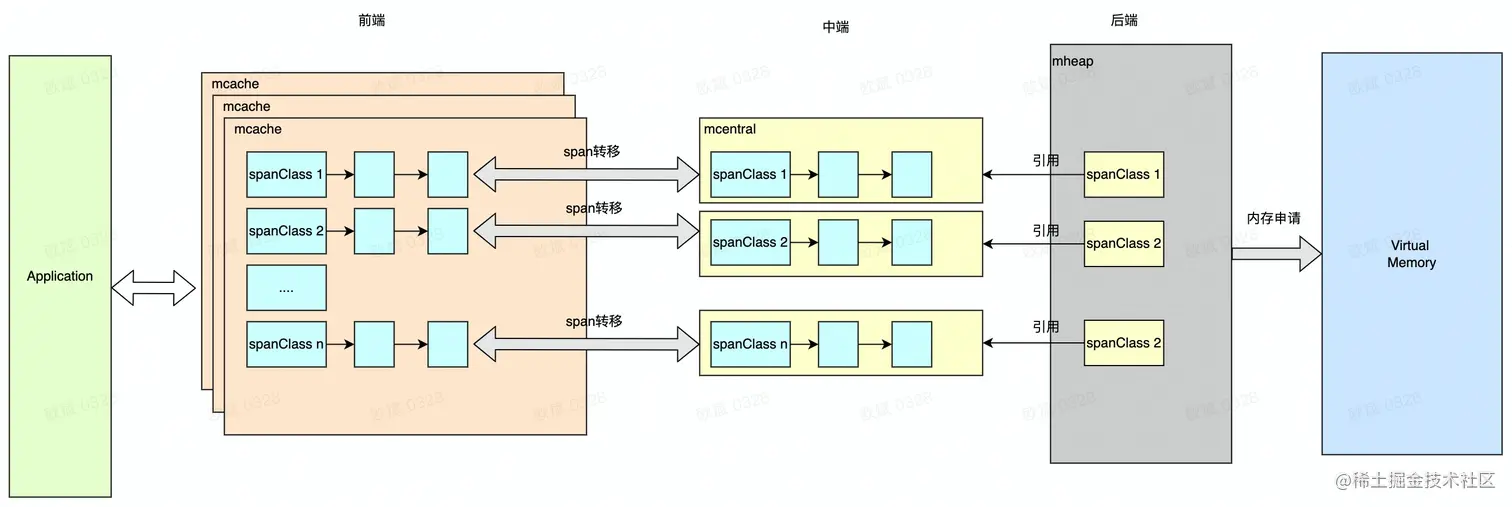 前端
中端
后端
Application
mcache
mcache
mcache
spanClass 1
spanClass 2
....
spanClass n
span转移
span转移
span转移
mcentral
spanClass 1
spanClass 2
spanClass n
引用
引用
引用
mheap
spanClass 1
spanClass 2
spanClass 2
内存申请
Virtual
Memory
@稀土掘金技术社区